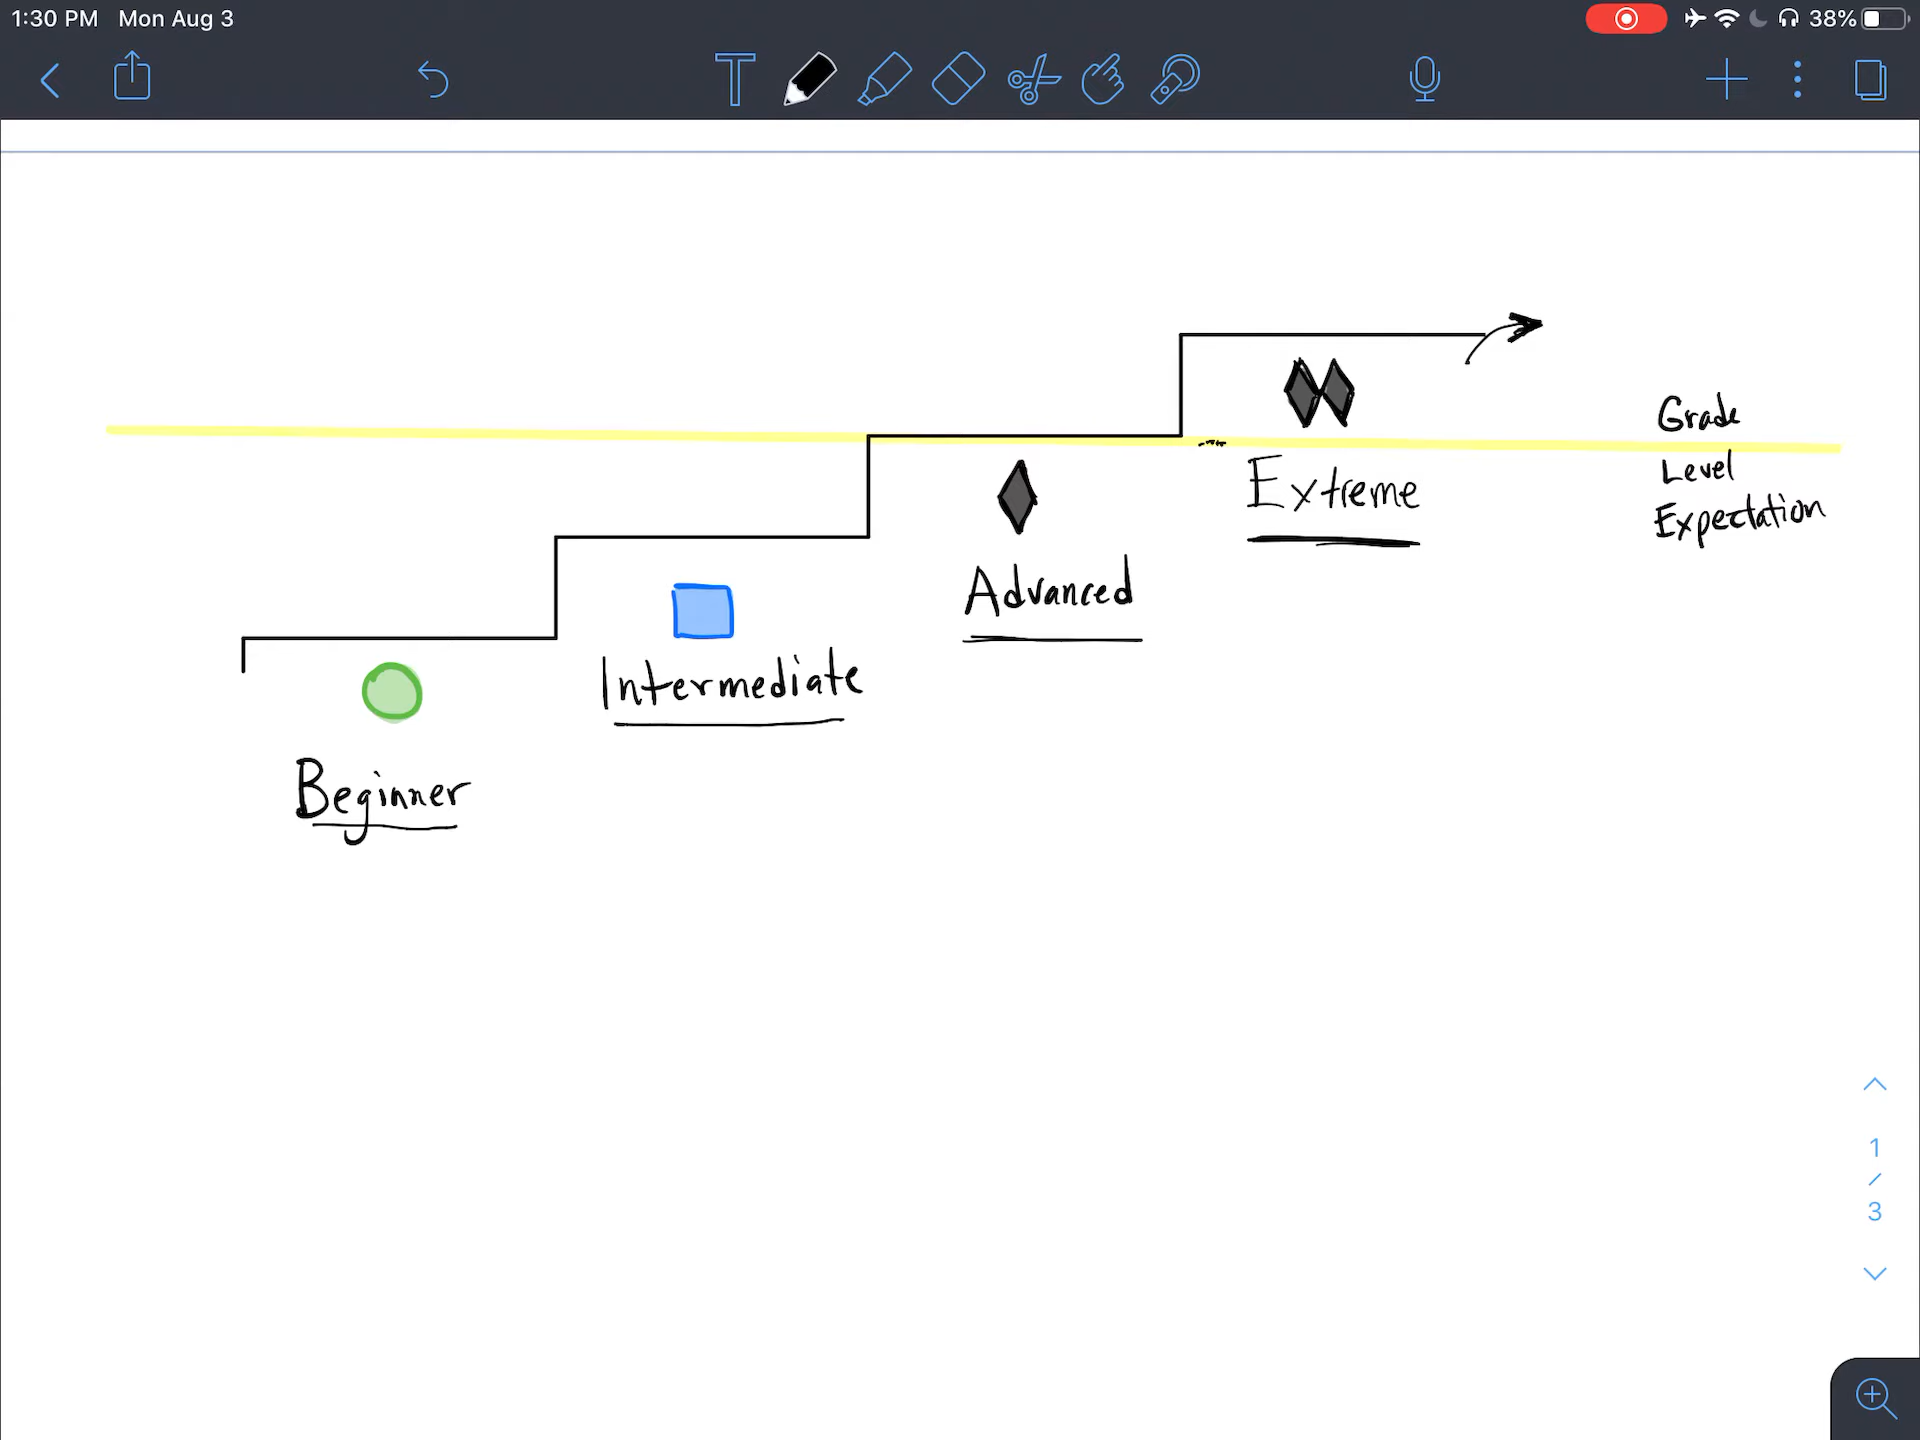 1:30 PM Mon Aug 3
38%
Grade
Level
Extreme
Expectation
Advanced
Intermediate
Beginner
1
/
3